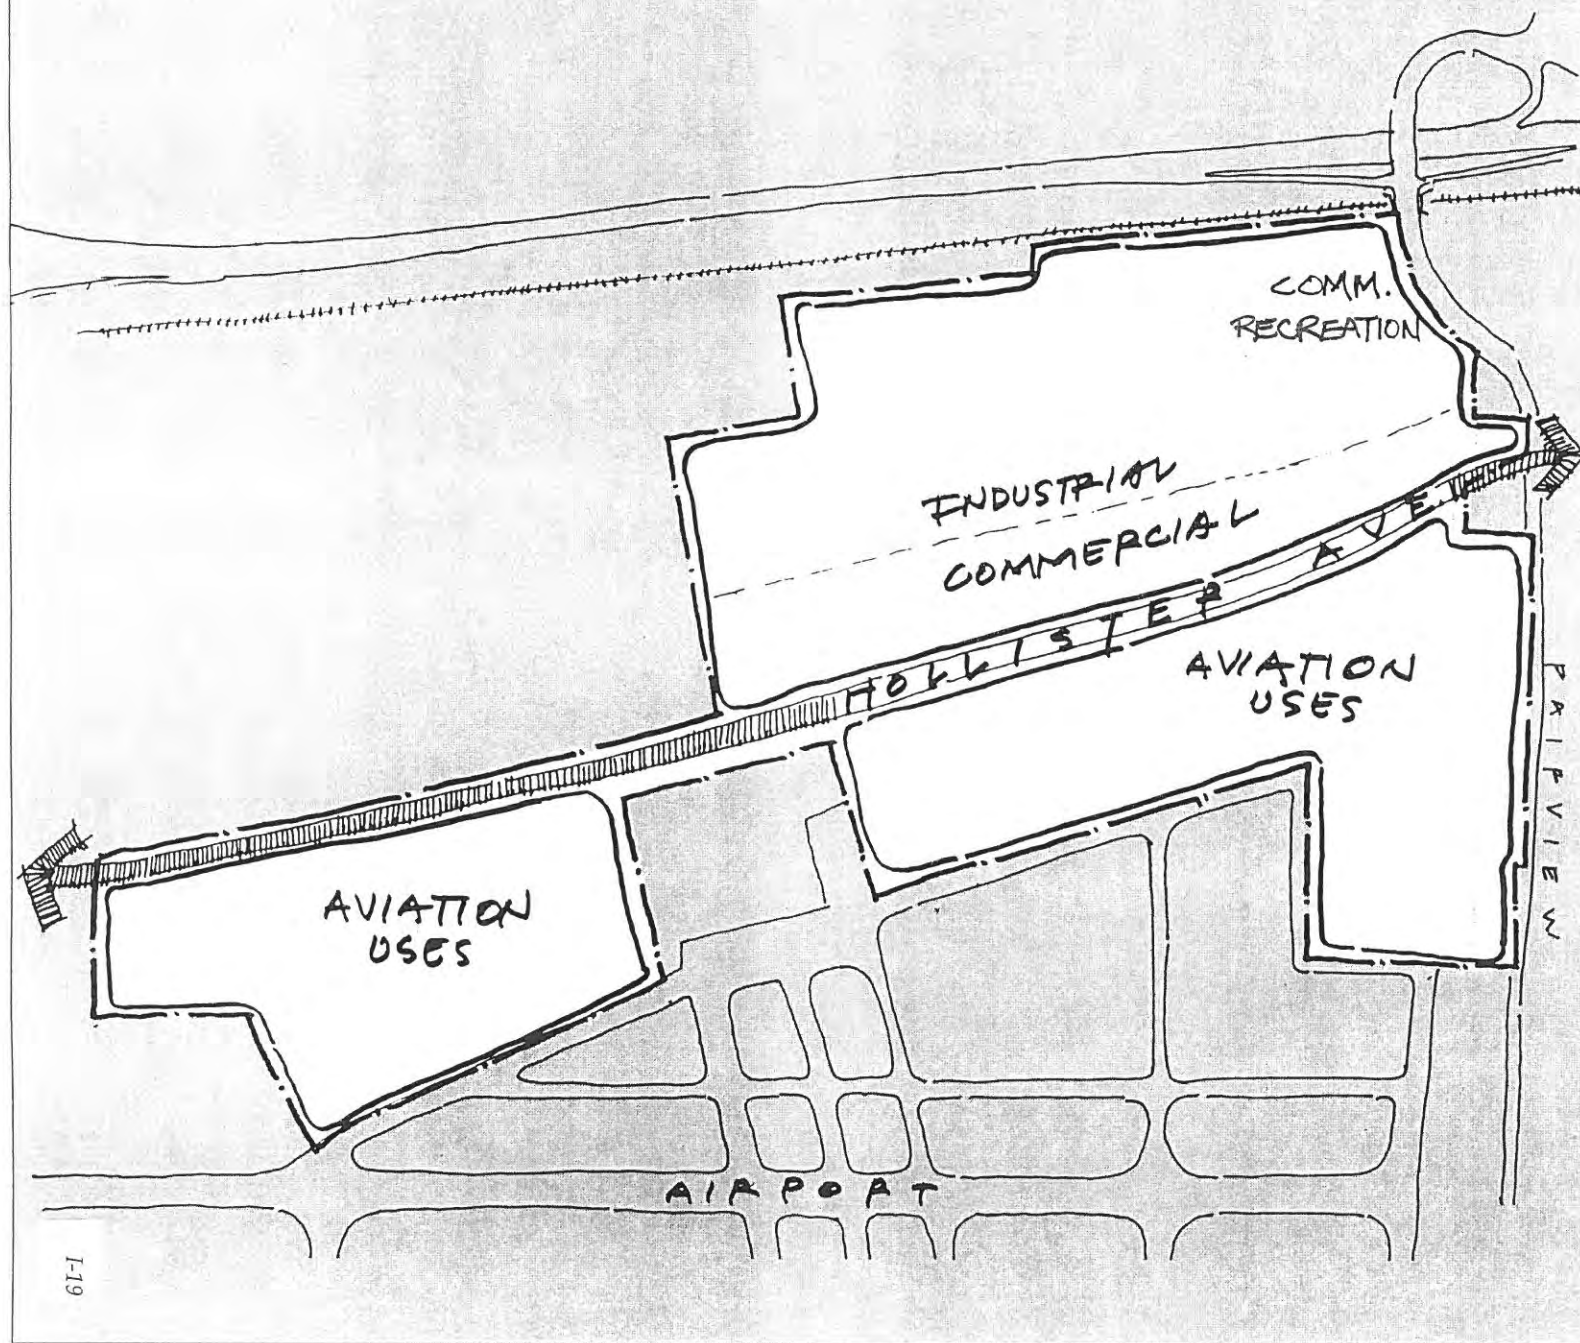 COMM.
RECREATION
INDUSTRIAL
COMMERCIAL
HOLLISTER AVE.
AVIATION
USES
FAIRVIEW
AVIATION
USES
AIRPORT
I-19